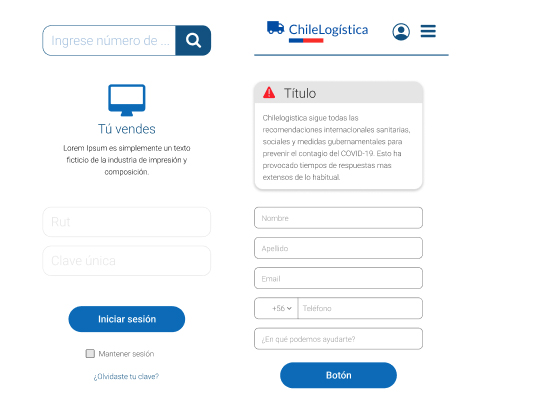 Ingrese número de ...
Tú vendes
Lorem Ipsum es simplemente un texto
ficticio de la industria de impresión y
composición.
Rut
Clave única
Iniciar sesión
Mantener sesión
¿Olvidaste tu clave?
ChileLogística
Título
Chilelogistica sigue todas las
recomendaciones internacionales sanitarias,
sociales y medidas gubernamentales para
prevenir el contagio del COVID-19. Esto ha
provocado tiempos de respuestas mas
extensos de lo habitual.
Nombre
Apellido
Email
+56 Telefono
¿En qué podemos ayudarte?
Botón